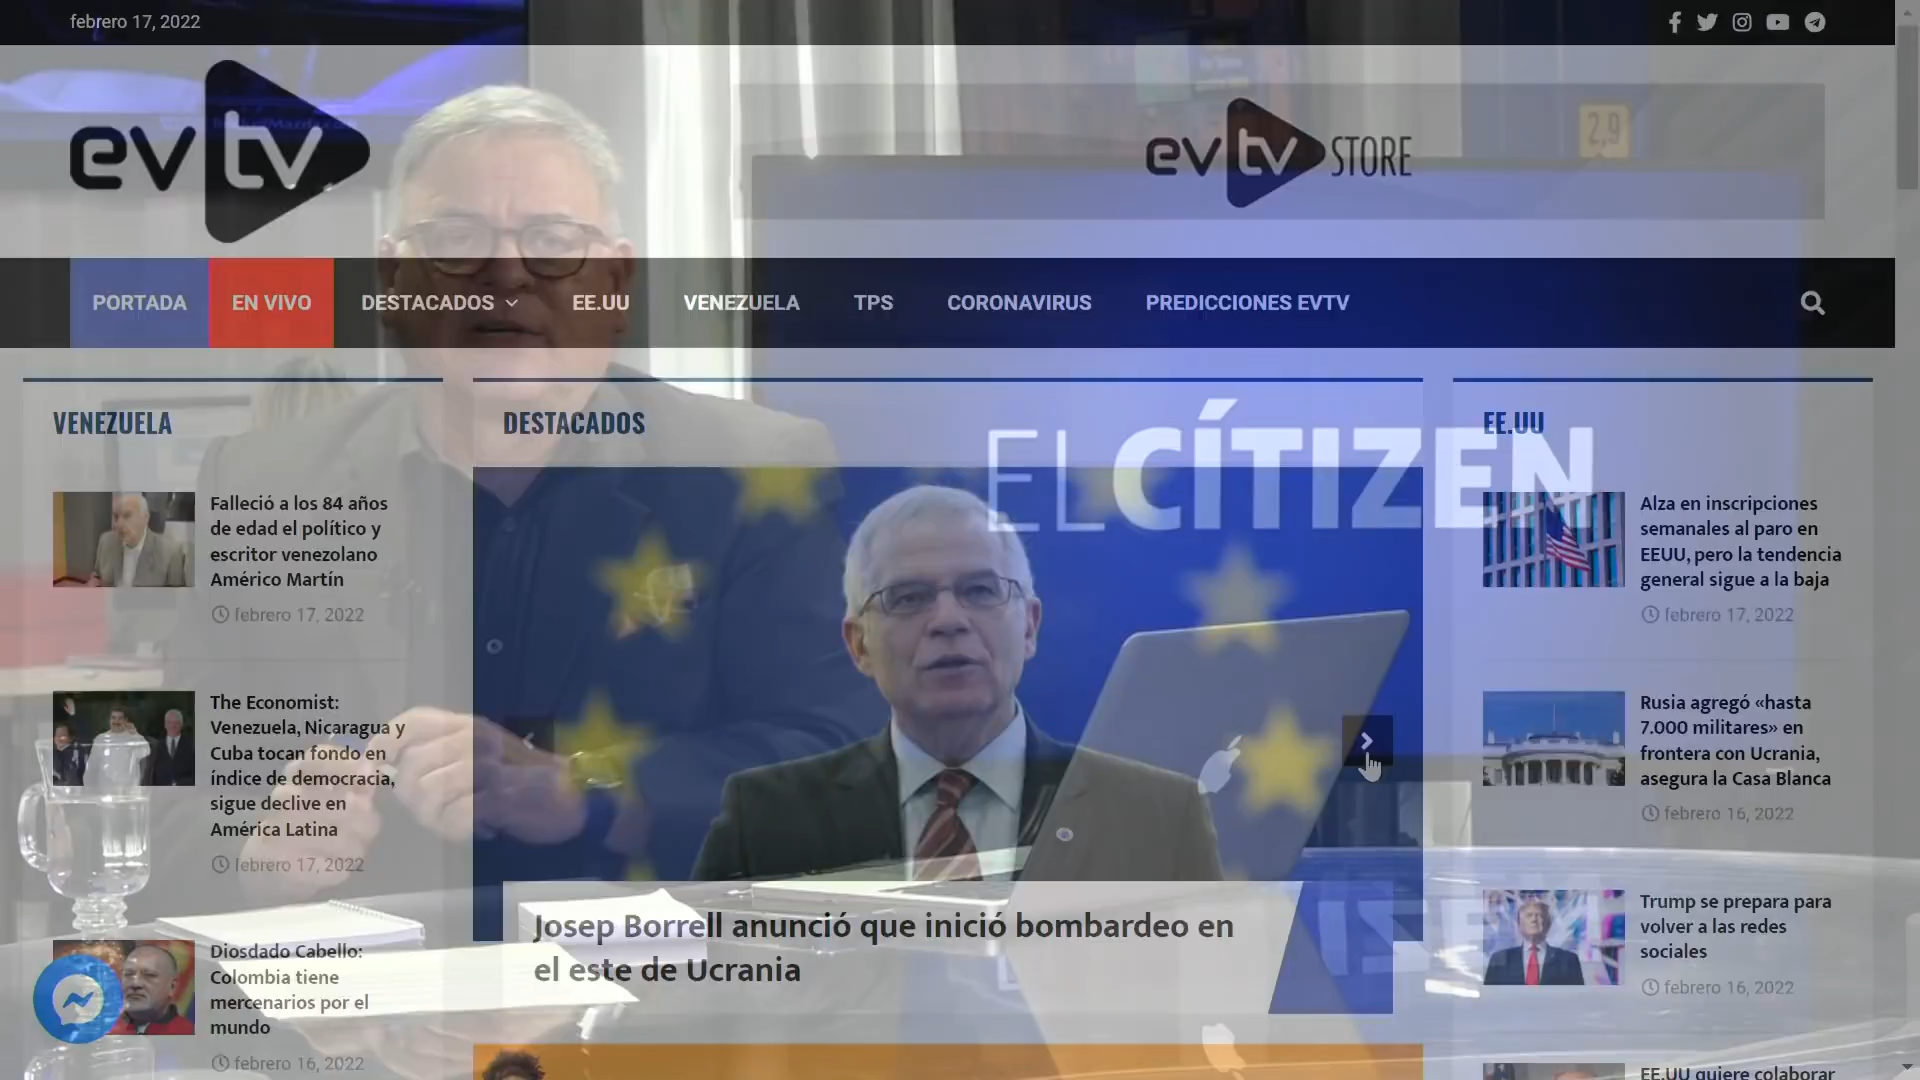 febrero 17, 2022
evtv
evtv STORE
2,9
PORTADA
EN VIVO
DESTACADOS
EE.UU
VENEZUELA
TPS
CORONAVIRUS
PREDICCIONES EVTV
VENEZUELA
Falleció a los 84 años
de edad el político y
escritor venezolano
Américo Martín
febrero 17, 2022
The Economist:
Venezuela, Nicaragua y
Cuba tocan fondo en
índice de democracia,
sigue declive en
América Latina
febrero 17, 2022
Diosdado Cabello:
Colombia tiene
mercenarios por el
mundo
febrero 16, 2022
DESTACADOS
EL CÍTIZEN
Josep Borrell anunció que inició bombardeo en
el este de Ucrania
EE.UU
Alza en inscripciones
semanales al paro en
EEUU, pero la tendencia
general sigue a la baja
febrero 17, 2022
Rusia agregó «hasta
7.000 militares» en
frontera con Ucrania,
asegura la Casa Blanca
febrero 16, 2022
Trump se prepara para
volver a las redes
sociales
febrero 16, 2022
EE.UU quiere colaborar